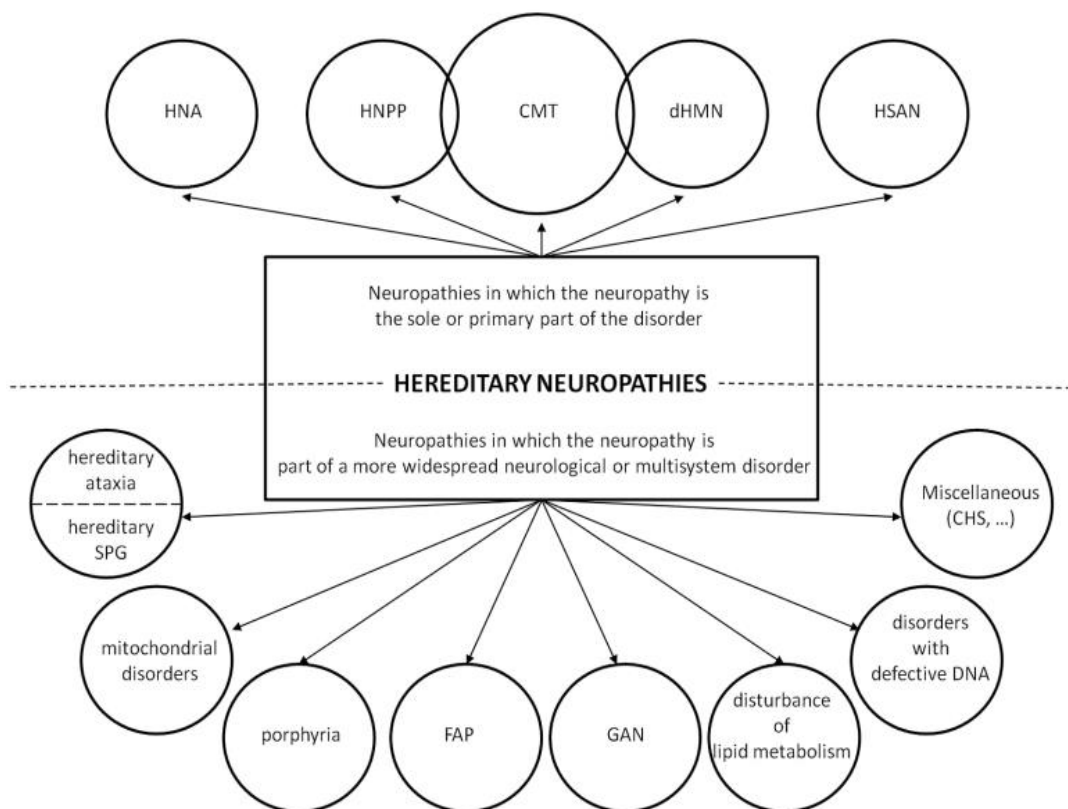 HNA
HNPP
CMT
dHMN
HSAN
Neuropathies in which the neuropathy is
the sole or primary part of the disorder
HEREDITARY NEUROPATHIES
Neuropathies in which the neuropathy is
part of a more widespread neurological or multisystem disorder
hereditary
ataxia
hereditary
SPG
Miscellaneous
(CHS, ...)
mitochondrial
disorders
disorders
with
defective DNA
porphyria
FAP
GAN
disturbance
of
lipid metabolism